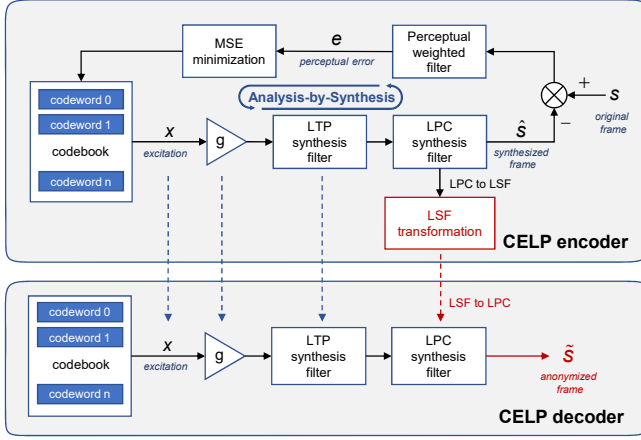 MSE
minimization
e
perceptual error
Perceptual
weighted
filter
codeword 0
codeword 1
codebook
codeword n
Analysis-by-Synthesis
+
s
original
frame
−
x
excitation
g
LTP
synthesis
filter
LPC
synthesis
filter
ŝ
synthesized
frame
LPC to LSF
LSF
transformation
CELP encoder
LSF to LPC
codeword 0
codeword 1
codebook
codeword n
x
excitation
g
LTP
synthesis
filter
LPC
synthesis
filter
s̃
anonymized
frame
CELP decoder